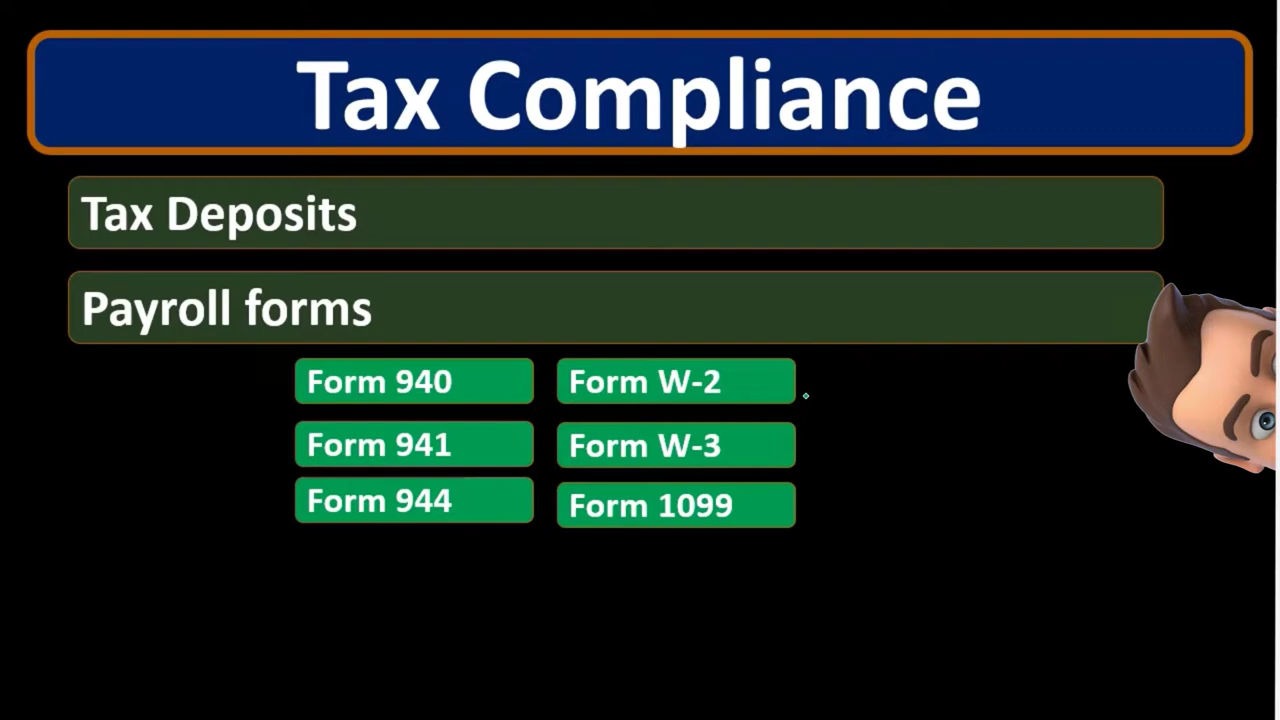 Tax Compliance
Tax Deposits
Payroll forms
Form 940
Form W-2
Form 941
Form W-3
Form 944
Form 1099